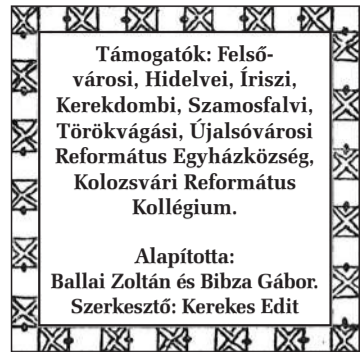 Támogatók: Felső-
városi, Hidelvei, Íriszi,
Kerekdombi, Szamosfalvi,
Törökvágási, Újalsóvárosi
Református Egyházközség,
Kolozsvári Református
Kollégium.
Alapította:
Ballai Zoltán és Bibza Gábor.
Szerkesztő: Kerekes Edit